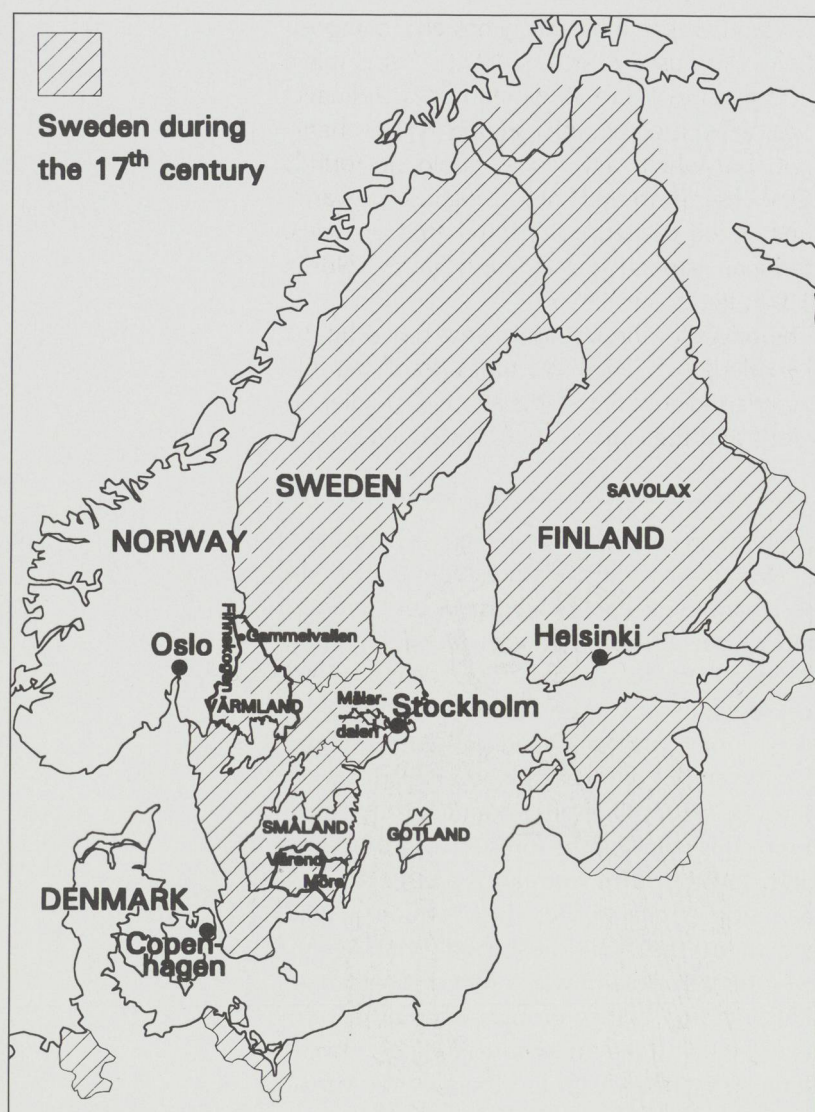 Sweden during
the 17th century
SWEDEN
SAVOLAX
NORWAY
FINLAND
Finnskogen
Gammelvallen
Helsinki
Oslo
VÄRMLAND
Mälar-
dalen
Stockholm
SMÅLAND
GOTLAND
Värend
Möre
DENMARK
Copen-
hagen